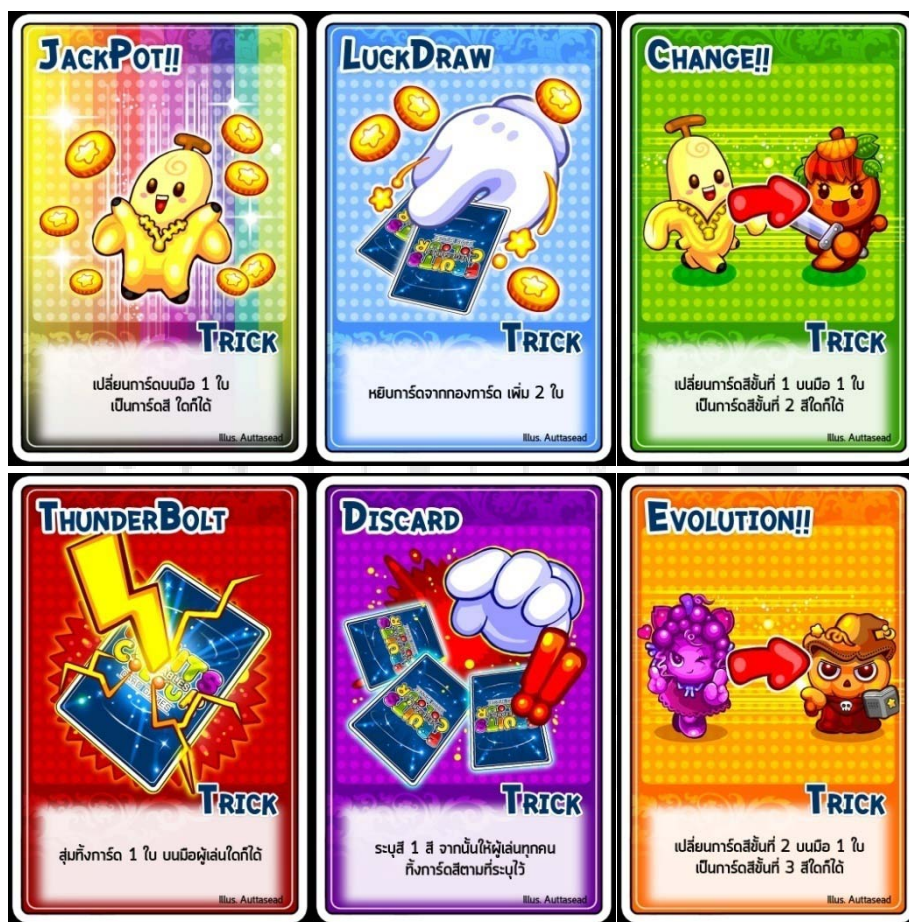 JACKPOT!!
TRICK
เปลี่ยนการ์ดบนมือ 1 ใบ
เป็นการ์ดสี ใดก็ได้
Illus. Auttasead
LUCKDRAW
TRICK
หยิบการ์ดจากกองการ์ด เพิ่ม 2 ใบ
Illus. Auttasead
CHANGE!!
TRICK
เปลี่ยนการ์ดสีขั้นที่ 1 บนมือ 1 ใบ
เป็นการ์ดสีขั้นที่ 2 สีใดก็ได้
Illus. Auttasead
THUNDERBOLT
TRICK
สุ่มทิ้งการ์ด 1 ใบ บนมือผู้เล่นใดก็ได้
Illus. Auttasead
DISCARD
TRICK
ระบุสี 1 สี จากนั้นให้ผู้เล่นทุกคน
ทิ้งการ์ดสีตามที่ระบุไว้
Illus. Auttasead
EVOLUTION!!
TRICK
เปลี่ยนการ์ดสีขั้นที่ 2 บนมือ 1 ใบ
เป็นการ์ดสีขั้นที่ 3 สีใดก็ได้
Illus. Auttasead